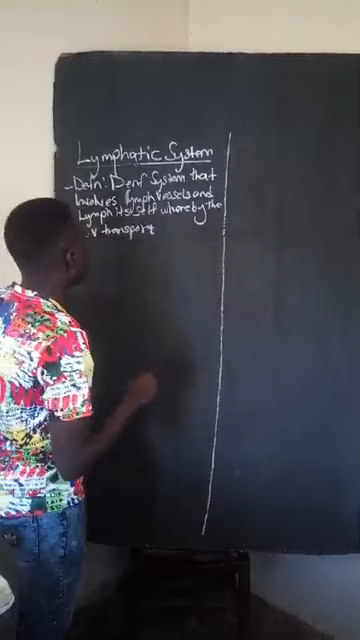 Lymphatic System
- Defn: Denf System that
Involves lymph vessels and
Lymph itself whereby the
transport